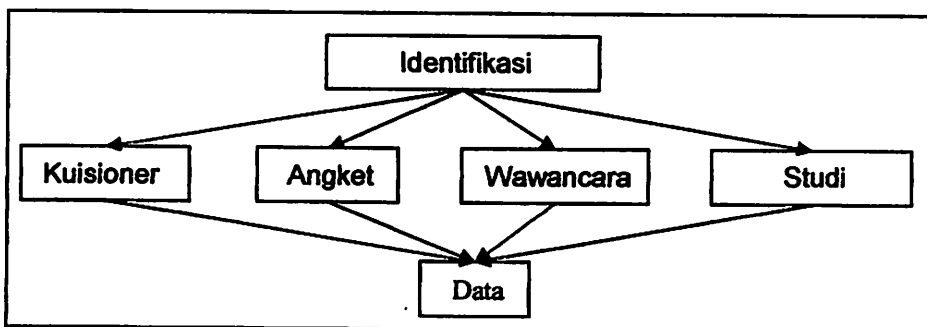 Identifikasi
Kuisioner
Angket
Wawancara
Studi
Data